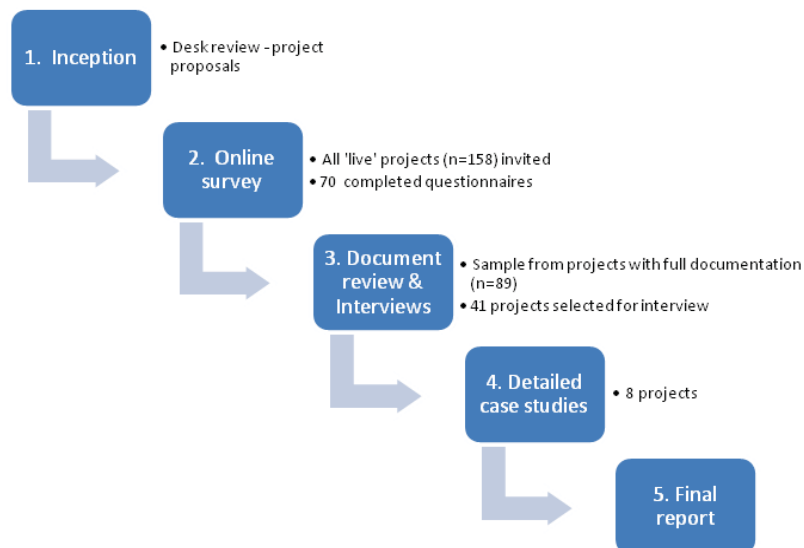 1. Inception
• Desk review - project
proposals
2. Online
survey
• All 'live' projects (n=158) invited
• 70 completed questionnaires
3. Document
review &
Interviews
• Sample from projects with full documentation
(n=89)
• 41 projects selected for interview
4. Detailed
case studies
• 8 projects
5. Final
report